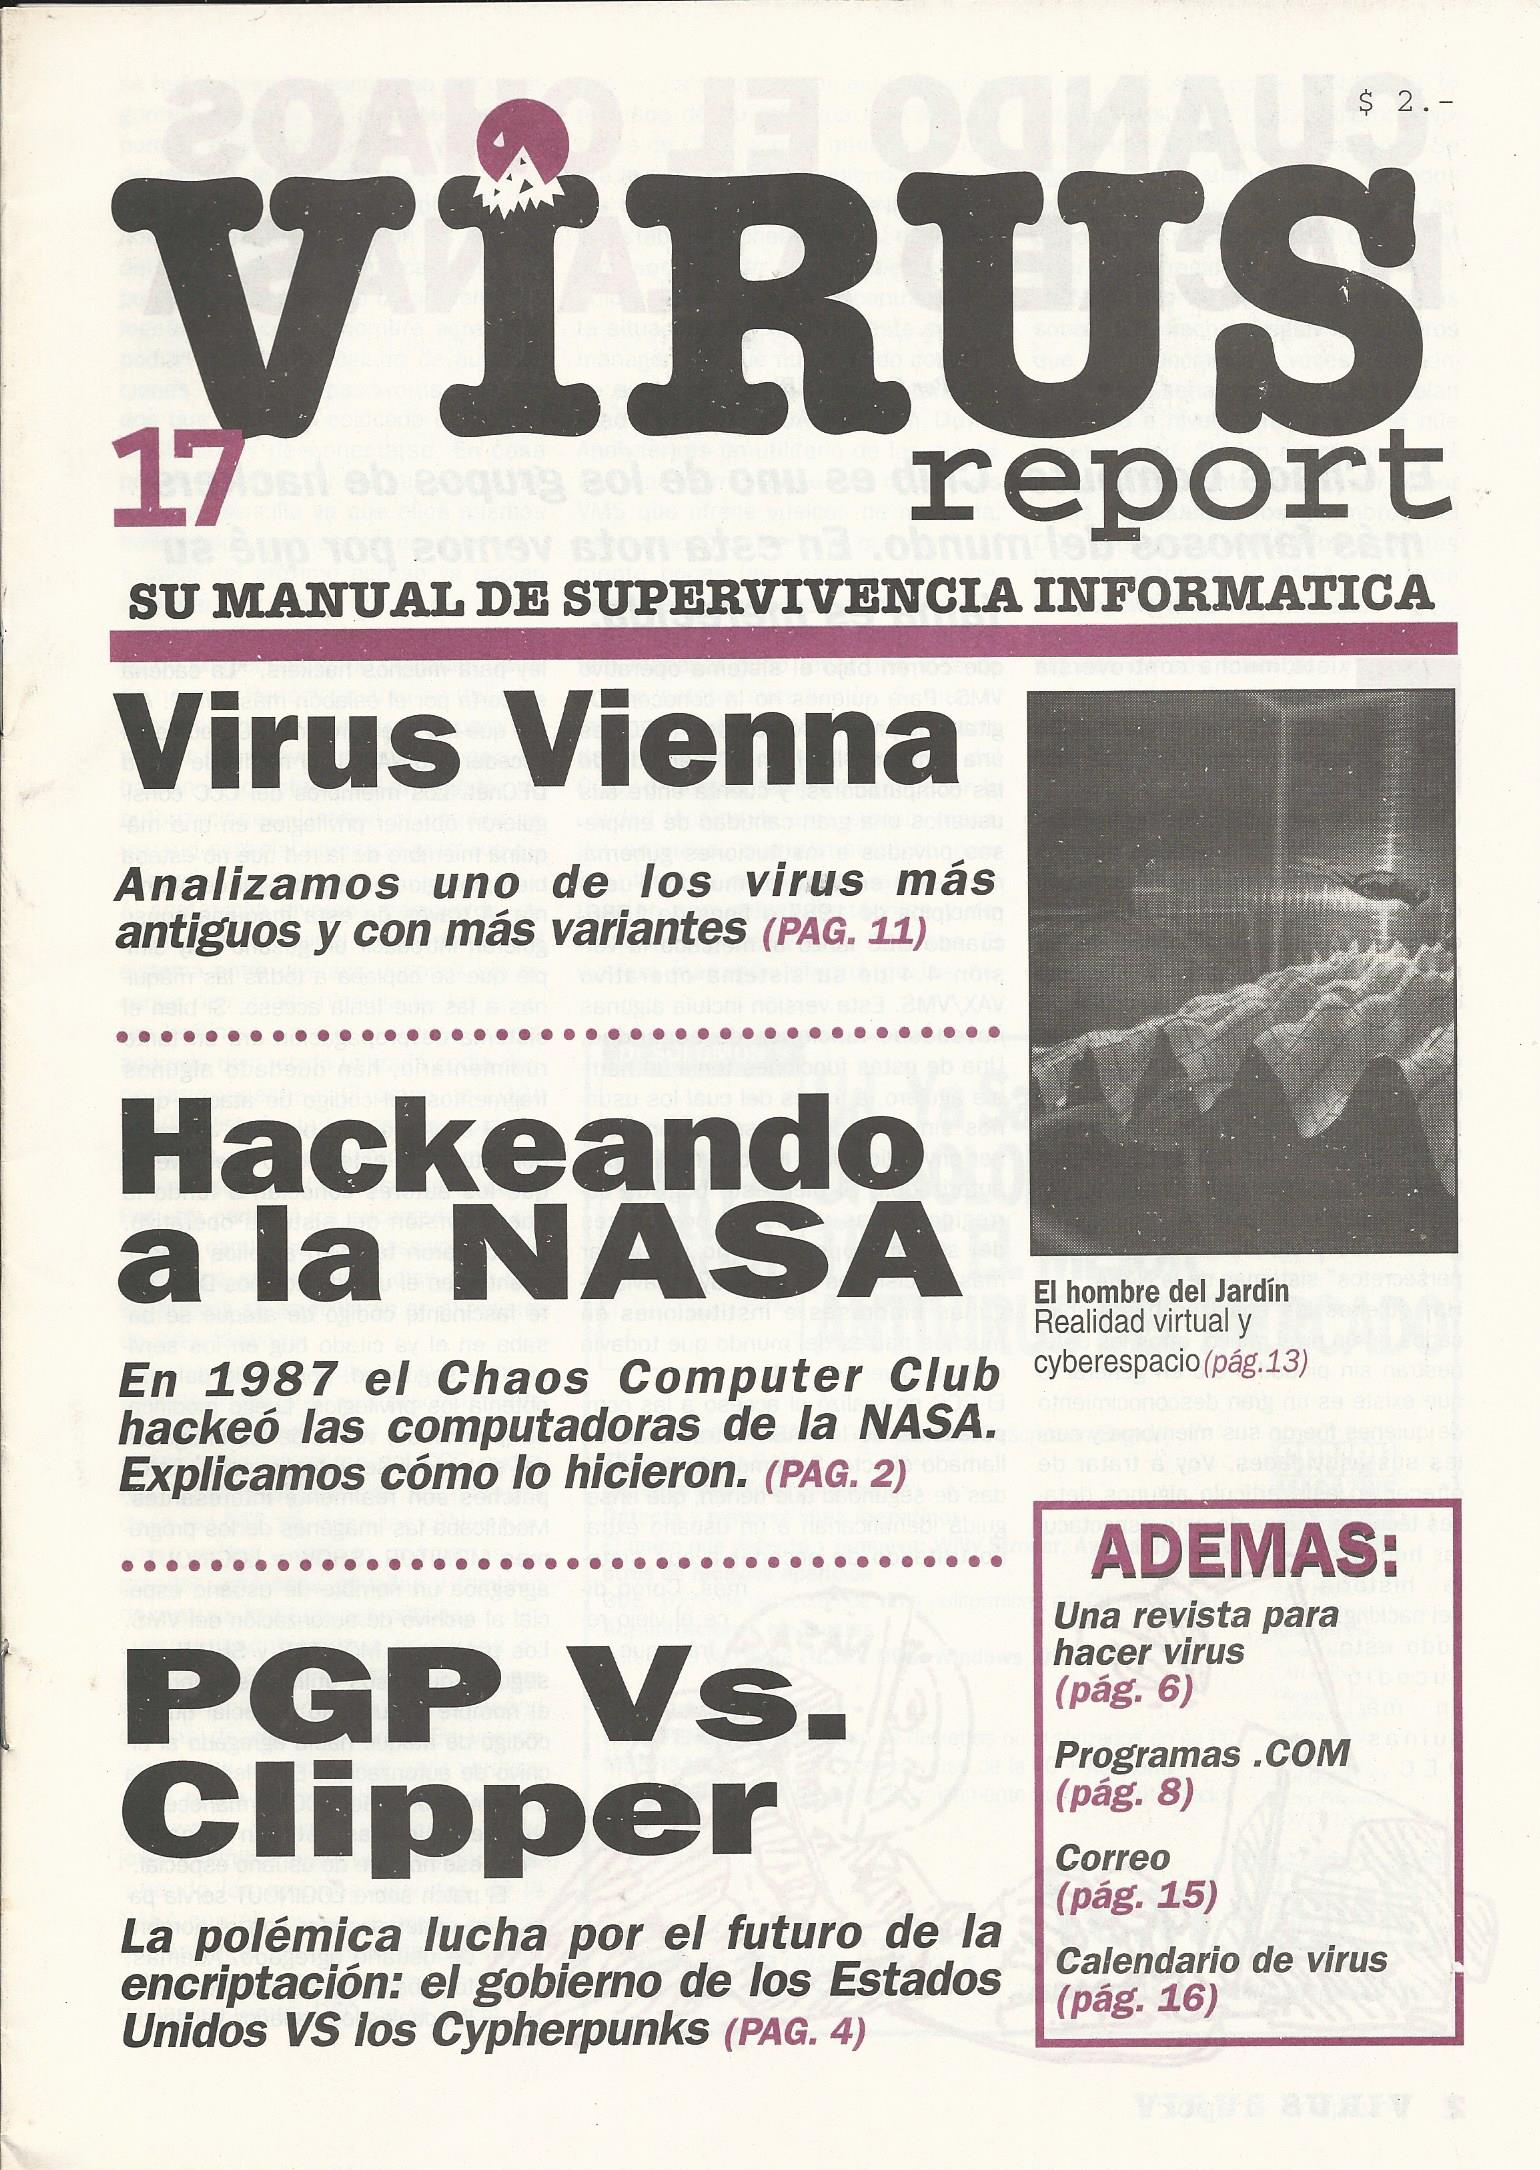 $ 2.-
VIRUS
17
report
SU MANUAL DE SUPERVIVENCIA INFORMATICA
Virus Vienna
Analizamos uno de los virus más
antiguos y con más variantes (PAG. 11)
Hackeando
a la NASA
En 1987 el Chaos Computer Club
hackeó las computadoras de la NASA.
Explicamos cómo lo hicieron. (PAG. 2)
PGP Vs.
Clipper
La polémica lucha por el futuro de la
encriptación: el gobierno de los Estados
Unidos VS los Cypherpunks (PAG. 4)
El hombre del Jardín
Realidad virtual y
cyberespacio (pág.13)
ADEMAS:
Una revista para
hacer virus
(pág. 6)
Programas .COM
(pág. 8)
Correo
(pág. 15)
Calendario de virus
(pág. 16)